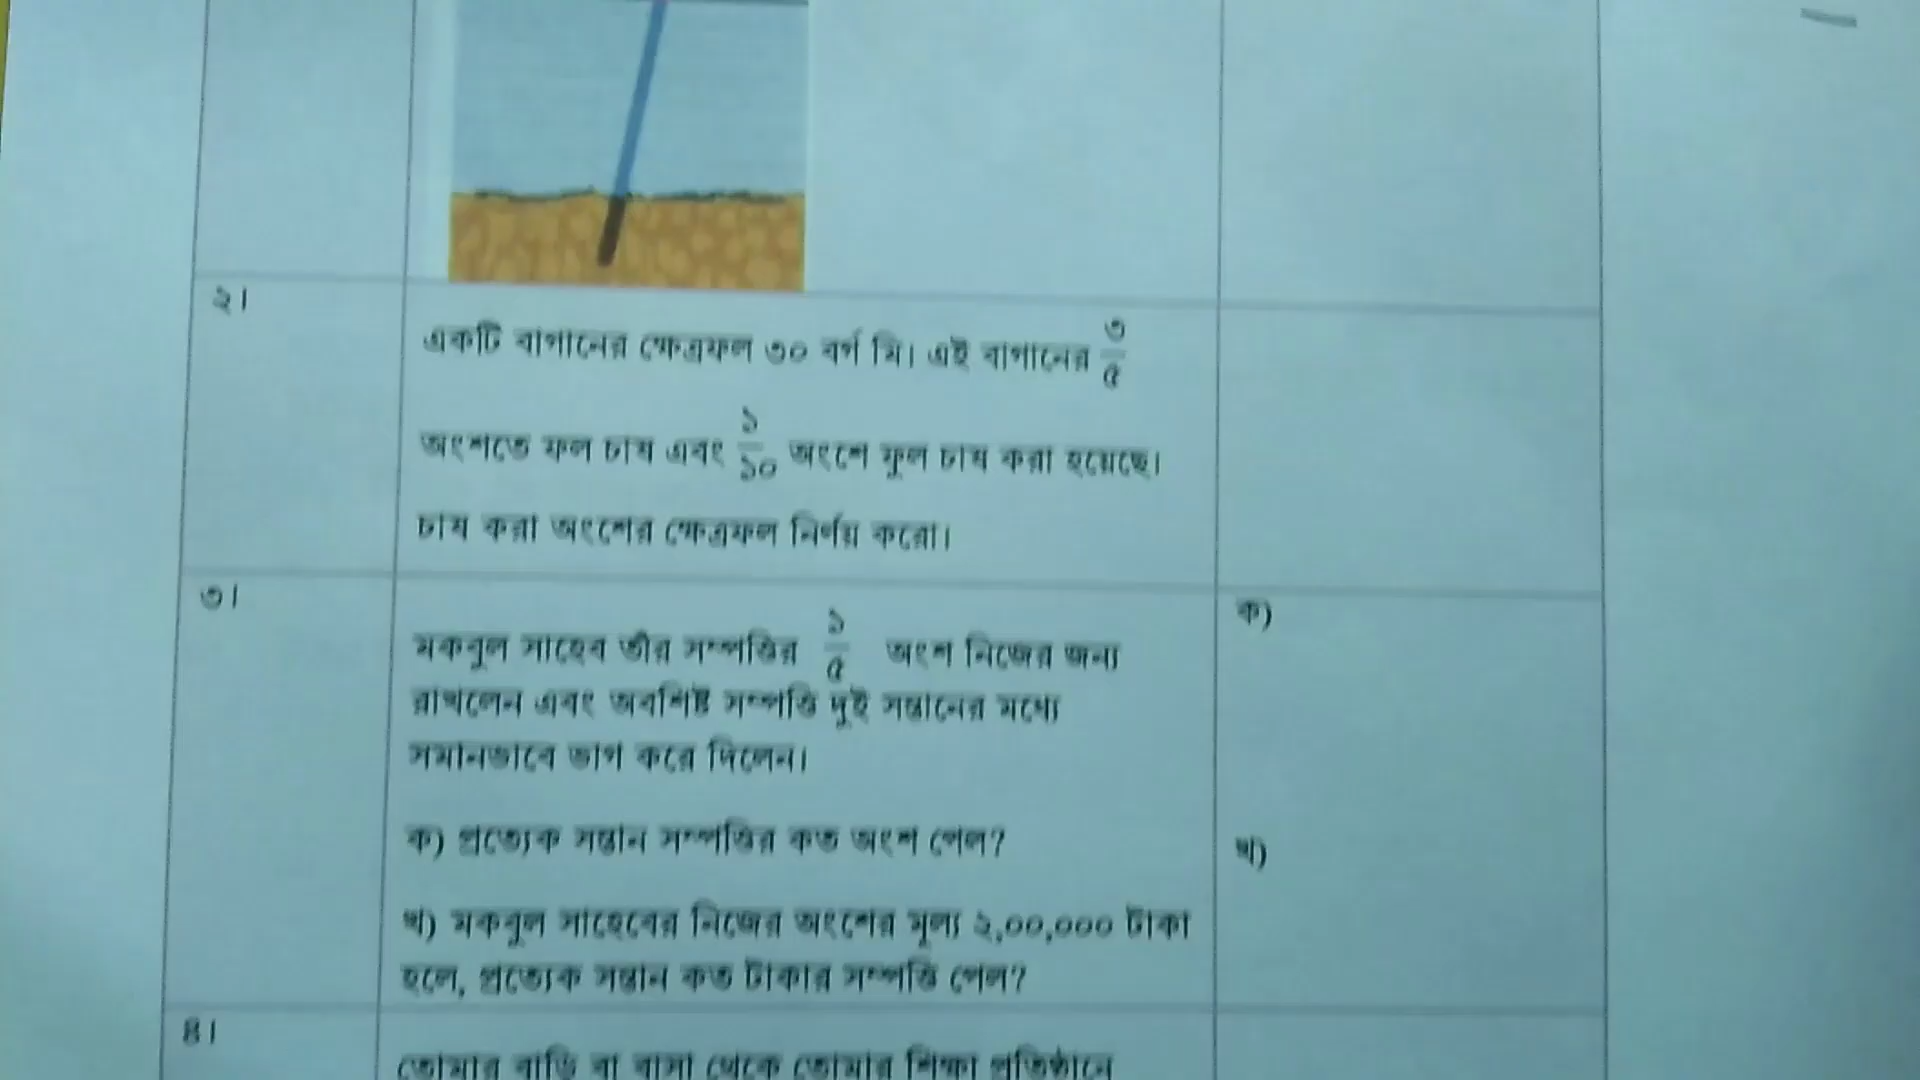 ২।
একটি বাগানের ক্ষেত্রফল ৩০ বর্গ মি। এই বাগানের ৩/৫
অংশতে ফল চাষ এবং ১/১০ অংশে ফুল চাষ করা হয়েছে।
চাষ করা অংশের ক্ষেত্রফল নির্ণয় করো।
৩।
মকবুল সাহেব তাঁর সম্পত্তির ১/৫ অংশ নিজের জন্য
রাখলেন এবং অবশিষ্ট সম্পত্তি দুই সন্তানের মধ্যে
সমানভাবে ভাগ করে দিলেন।
ক) প্রত্যেক সন্তান সম্পত্তির কত অংশ পেল?
খ) মকবুল সাহেবের নিজের অংশের মূল্য ২,০০,০০০ টাকা
হলে, প্রত্যেক সন্তান কত টাকার সম্পত্তি পেল?
ক)
খ)
৪।
তোমার বাড়ি বা বাসা থেকে তোমার শিক্ষা প্রতিষ্ঠানে